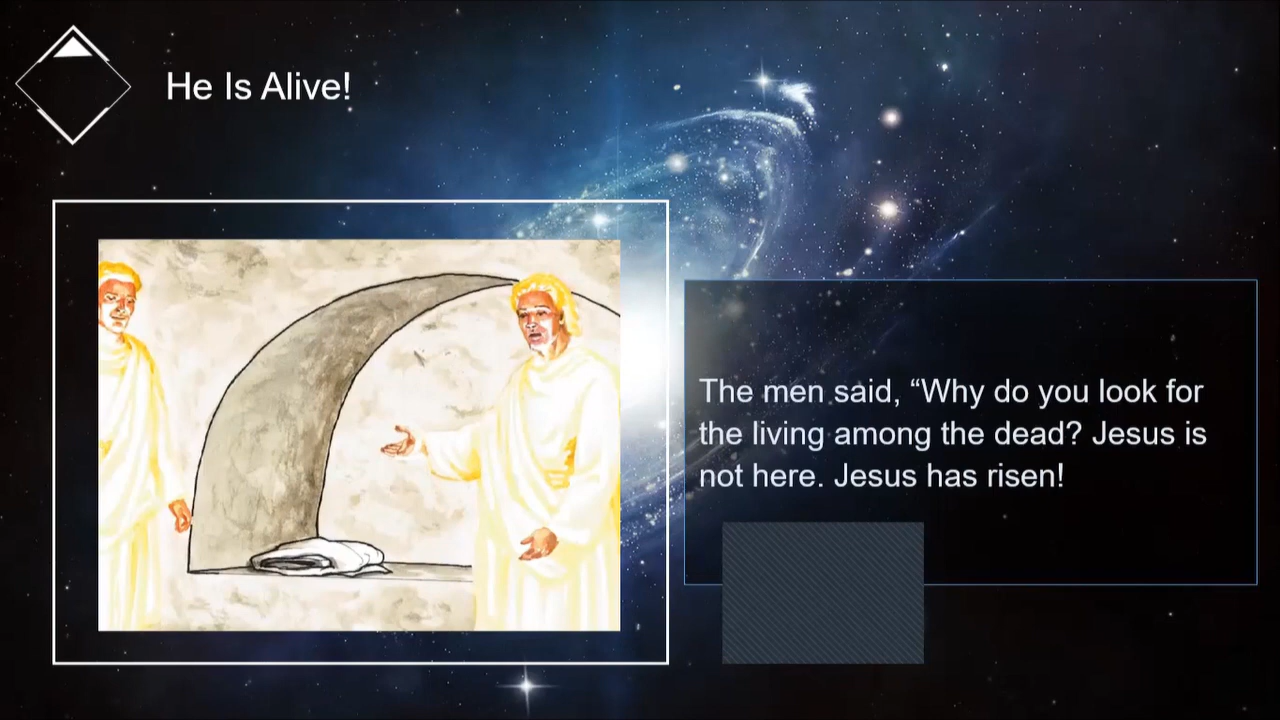 He Is Alive!
The men said, “Why do you look for
the living among the dead? Jesus is
not here. Jesus has risen!